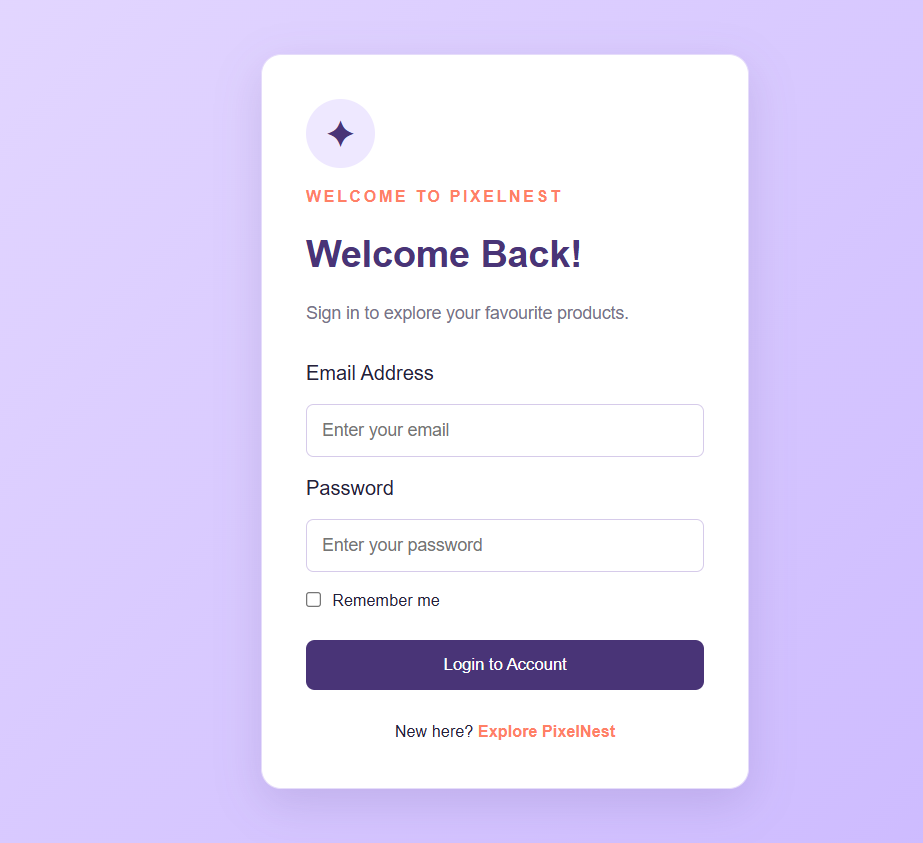 WELCOME TO PIXELNEST
Welcome Back!
Sign in to explore your favourite products.
Email Address
Enter your email
Password
Enter your password
Remember me
Login to Account
New here? Explore PixelNest